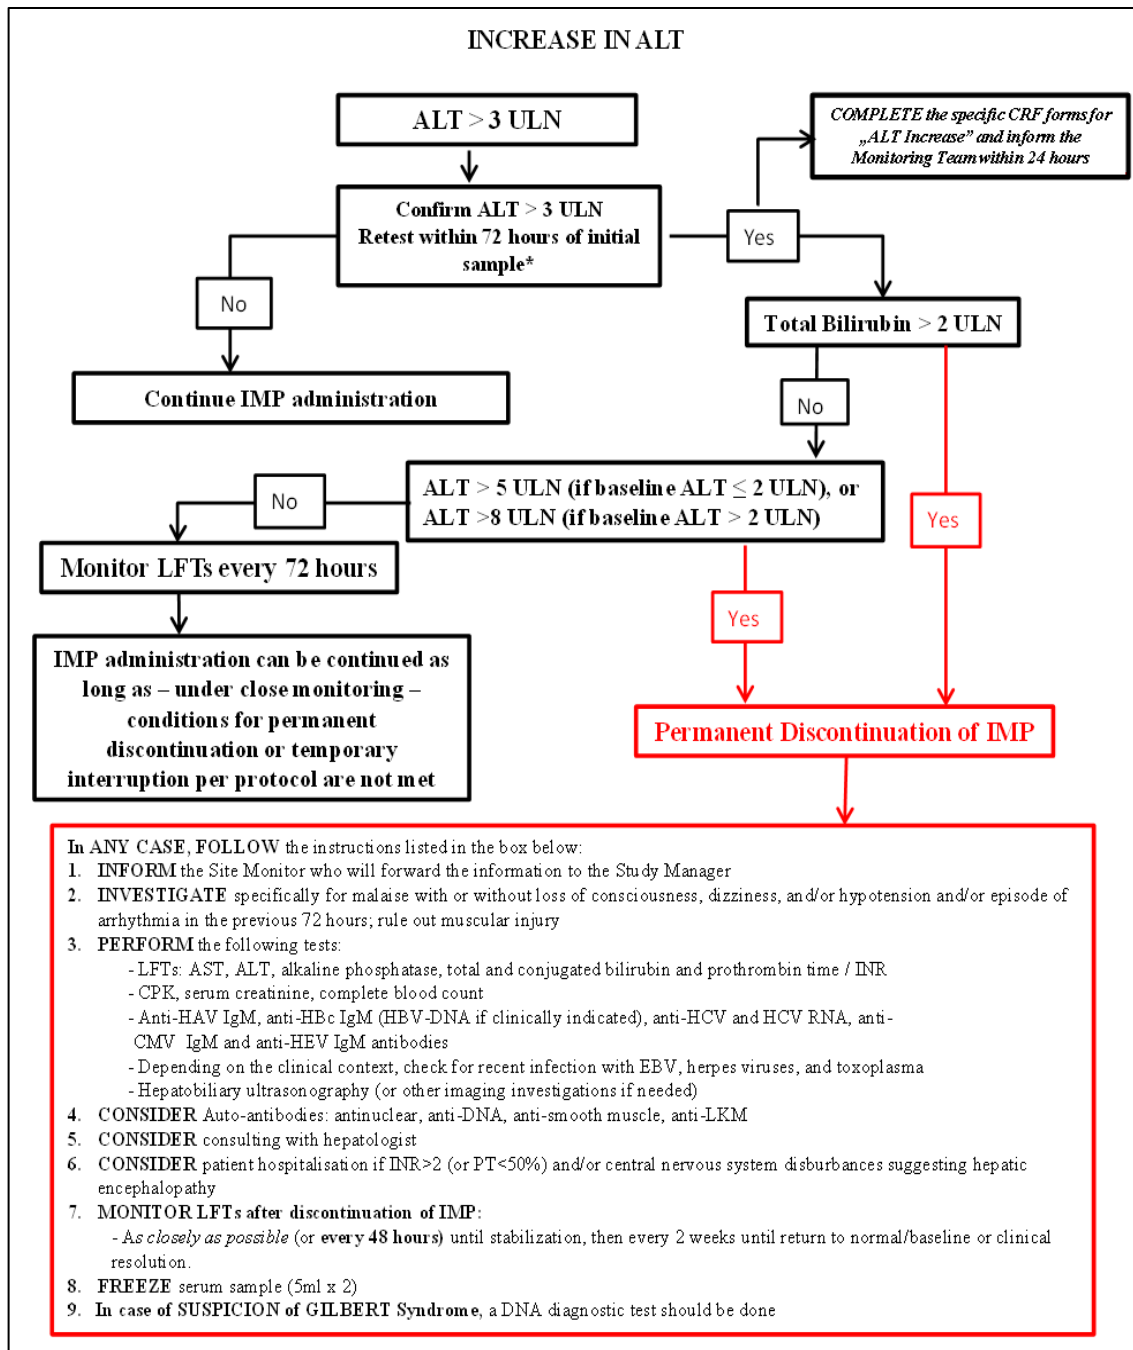 INCREASE IN ALT
ALT > 3 ULN
COMPLETE the specific CRF forms for
„ALT Increase” and inform the
Monitoring Team within 24 hours
Confirm ALT > 3 ULN
Retest within 72 hours of initial
sample*
Yes
No
Total Bilirubin > 2 ULN
Continue IMP administration
No
ALT > 5 ULN (if baseline ALT ≤ 2 ULN), or
ALT >8 ULN (if baseline ALT > 2 ULN)
No
Yes
Monitor LFTs every 72 hours
Yes
IMP administration can be continued as
long as – under close monitoring –
conditions for permanent
discontinuation or temporary
interruption per protocol are not met
Permanent Discontinuation of IMP
In ANY CASE, FOLLOW the instructions listed in the box below:
1. INFORM the Site Monitor who will forward the information to the Study Manager
2. INVESTIGATE specifically for malaise with or without loss of consciousness, dizziness, and/or hypotension and/or episode of
arrhythmia in the previous 72 hours; rule out muscular injury
3. PERFORM the following tests:
- LFTs: AST, ALT, alkaline phosphatase, total and conjugated bilirubin and prothrombin time / INR
- CPK, serum creatinine, complete blood count
- Anti-HAV IgM, anti-HBc IgM (HBV-DNA if clinically indicated), anti-HCV and HCV RNA, anti-
CMV IgM and anti-HEV IgM antibodies
- Depending on the clinical context, check for recent infection with EBV, herpes viruses, and toxoplasma
- Hepatobiliary ultrasonography (or other imaging investigations if needed)
4. CONSIDER Auto-antibodies: antinuclear, anti-DNA, anti-smooth muscle, anti-LKM
5. CONSIDER consulting with hepatologist
6. CONSIDER patient hospitalisation if INR>2 (or PT<50%) and/or central nervous system disburbances suggesting hepatic
encephalopathy
7. MONITOR LFTs after discontinuation of IMP:
- As closely as possible (or every 48 hours) until stabilization, then every 2 weeks until return to normal/baseline or clinical
resolution.
8. FREEZE serum sample (5ml x 2)
9. In case of SUSPICION of GILBERT Syndrome, a DNA diagnostic test should be done